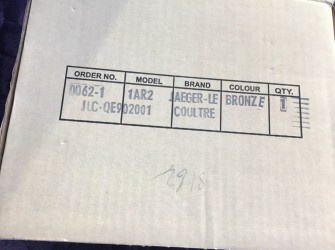 ORDER NO. MODEL BRAND COLOUR QTY.
0062-1 1AR2 JAEGER-LE BRONZE 1
JLC-QE902001 COULTRE